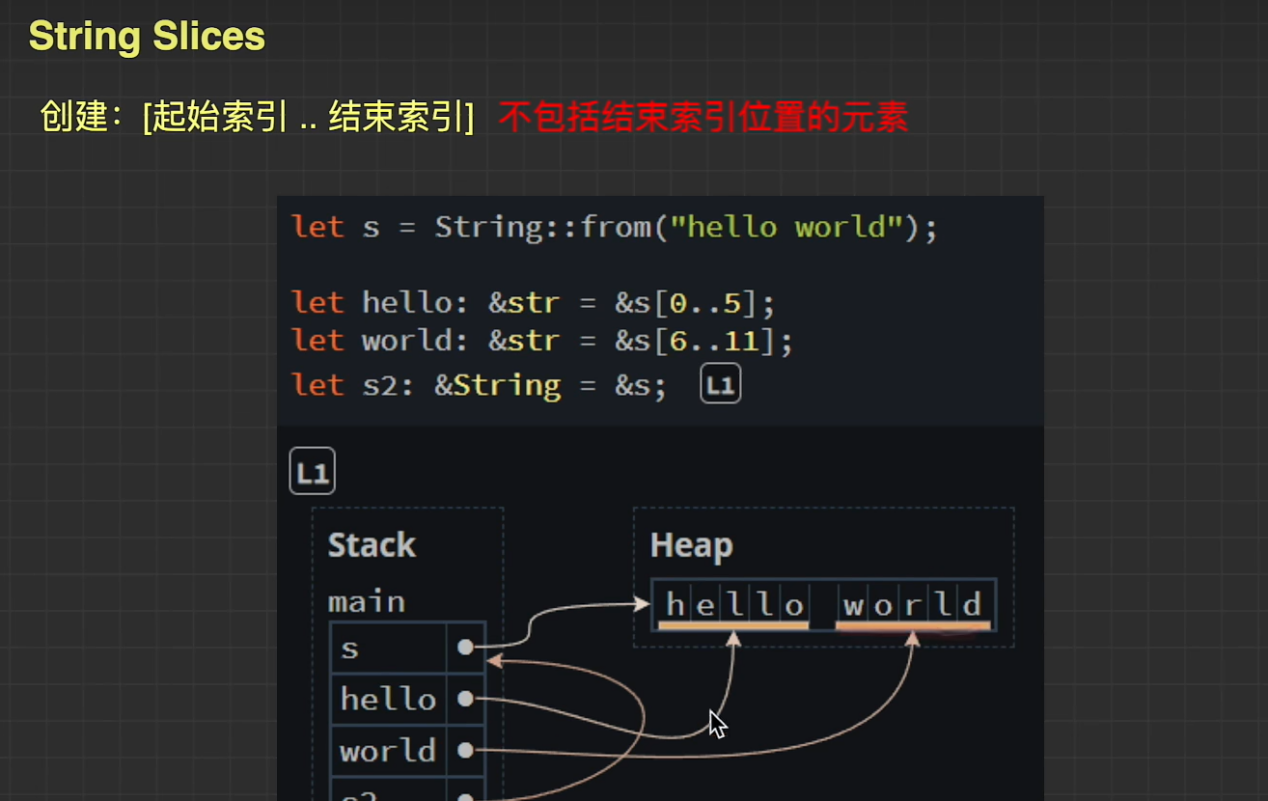 String Slices
创建：[起始索引 .. 结束索引] 不包括结束索引位置的元素
let s = String::from("hello world");
let hello: &str = &s[0..5];
let world: &str = &s[6..11];
let s2: &String = &s; L1
L1
Stack
Heap
main
hello world
s
hello
world
s2